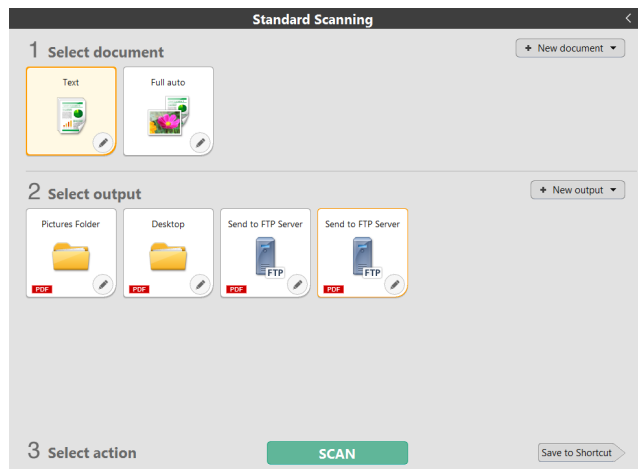 Standard Scanning
1 Select document
+ New document
Text
Full auto
2 Select output
+ New output
Pictures Folder
Desktop
Send to FTP Server
Send to FTP Server
FTP
FTP
PDF
PDF
PDF
PDF
3 Select action
SCAN
Save to Shortcut